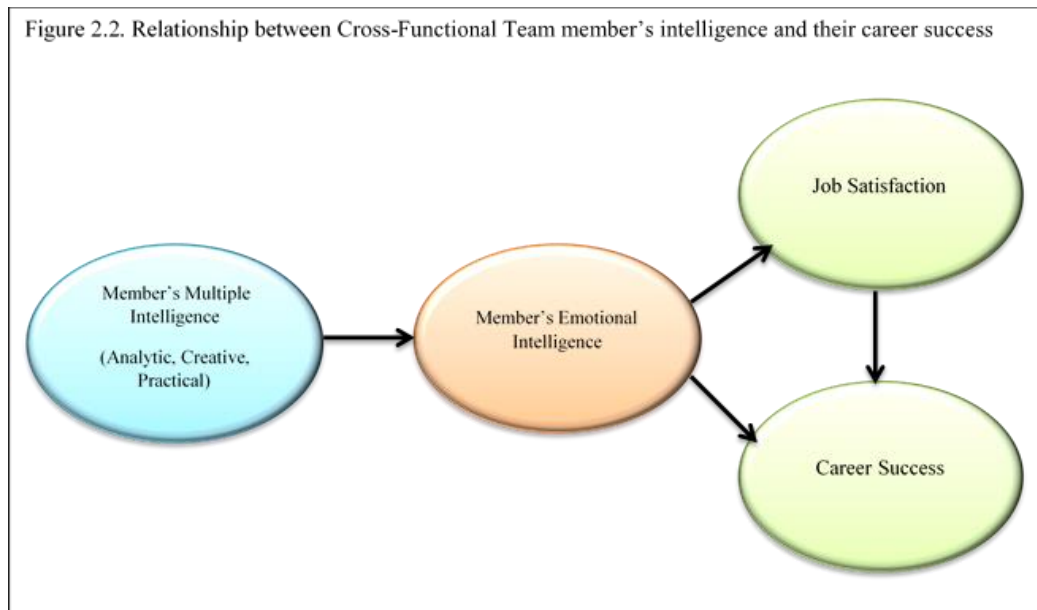 Figure 2.2. Relationship between Cross-Functional Team member’s intelligence and their career success
Job Satisfaction
Member’s Multiple
Intelligence
(Analytic, Creative,
Practical)
Member’s Emotional
Intelligence
Career Success